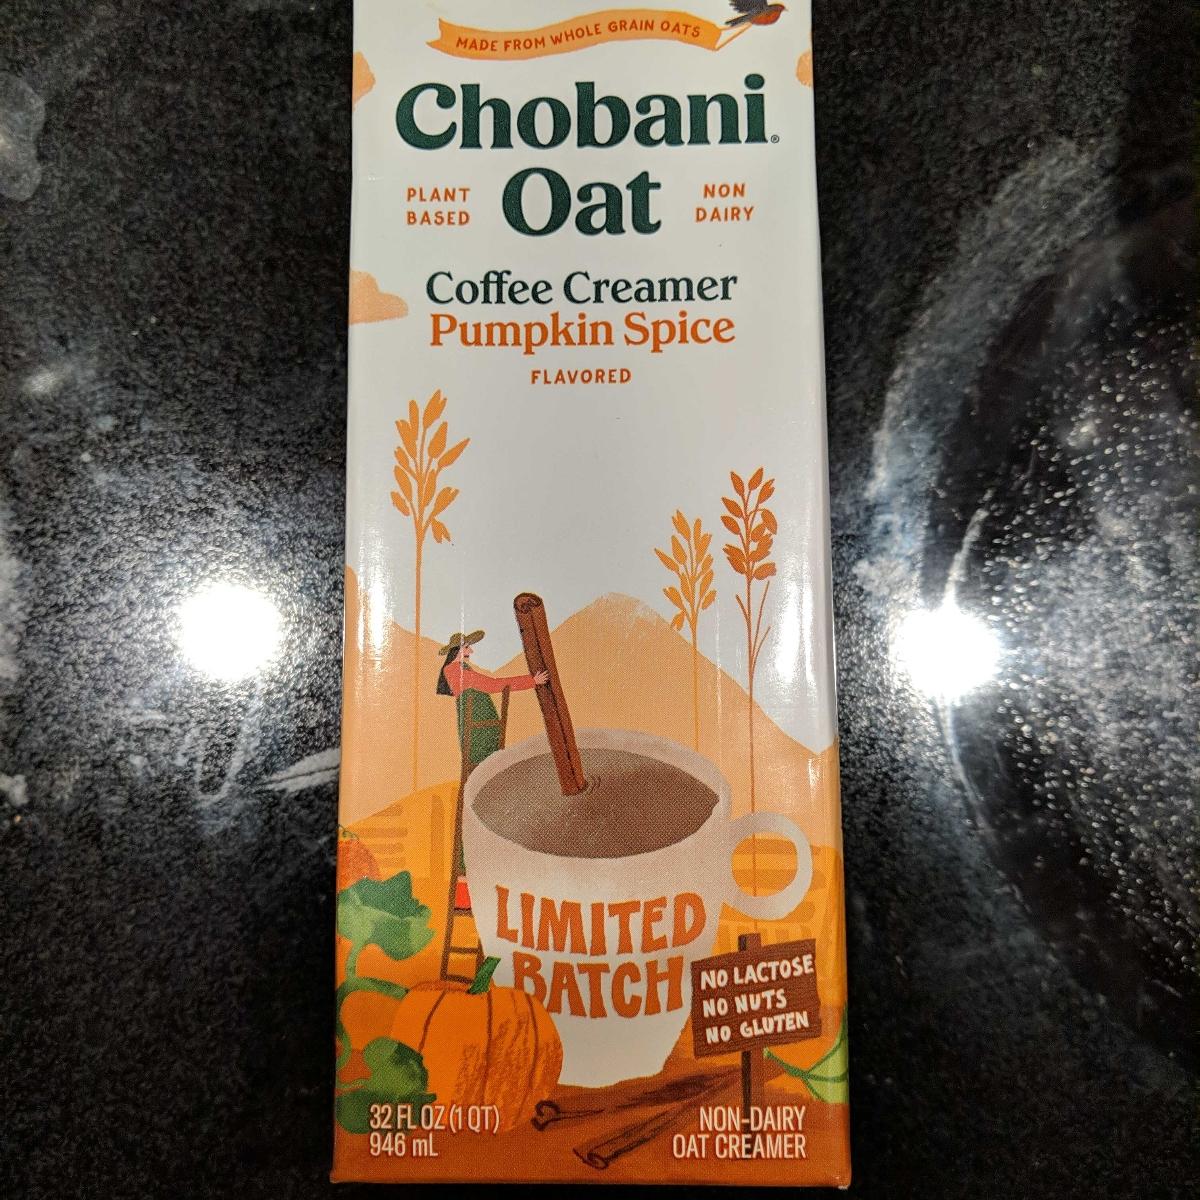 MADE FROM WHOLE GRAIN OATS
Chobani®
Oat
PLANT
BASED
NON
DAIRY
Coffee Creamer
Pumpkin Spice
FLAVORED
LIMITED
BATCH
NO LACTOSE
NO NUTS
NO GLUTEN
32 FL OZ (1 QT)
946 mL
NON-DAIRY
OAT CREAMER